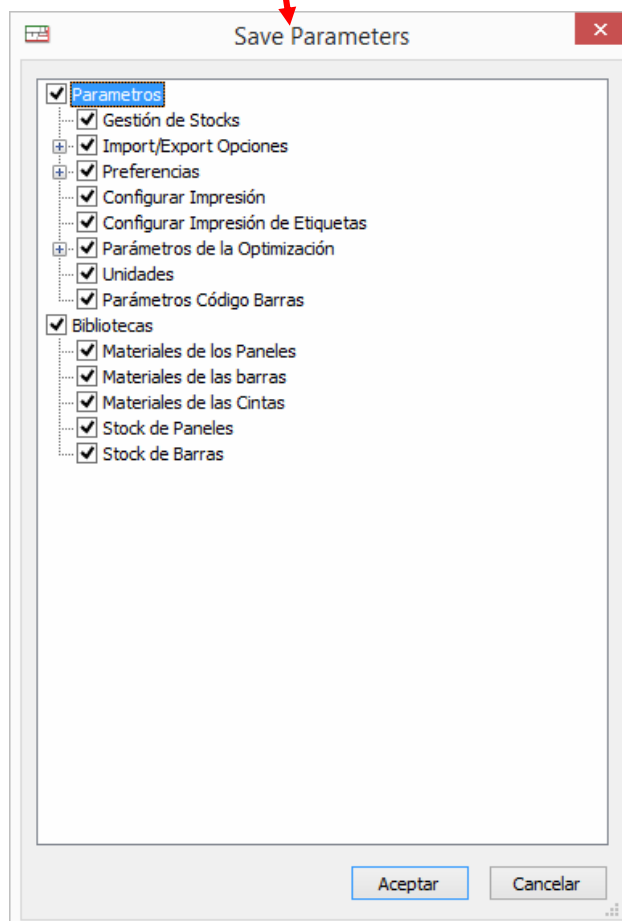 Save Parameters
Parametros
Gestión de Stocks
Import/Export Opciones
Preferencias
Configurar Impresión
Configurar Impresión de Etiquetas
Parámetros de la Optimización
Unidades
Parámetros Código Barras
Bibliotecas
Materiales de los Paneles
Materiales de las barras
Materiales de las Cintas
Stock de Paneles
Stock de Barras
Aceptar Cancelar